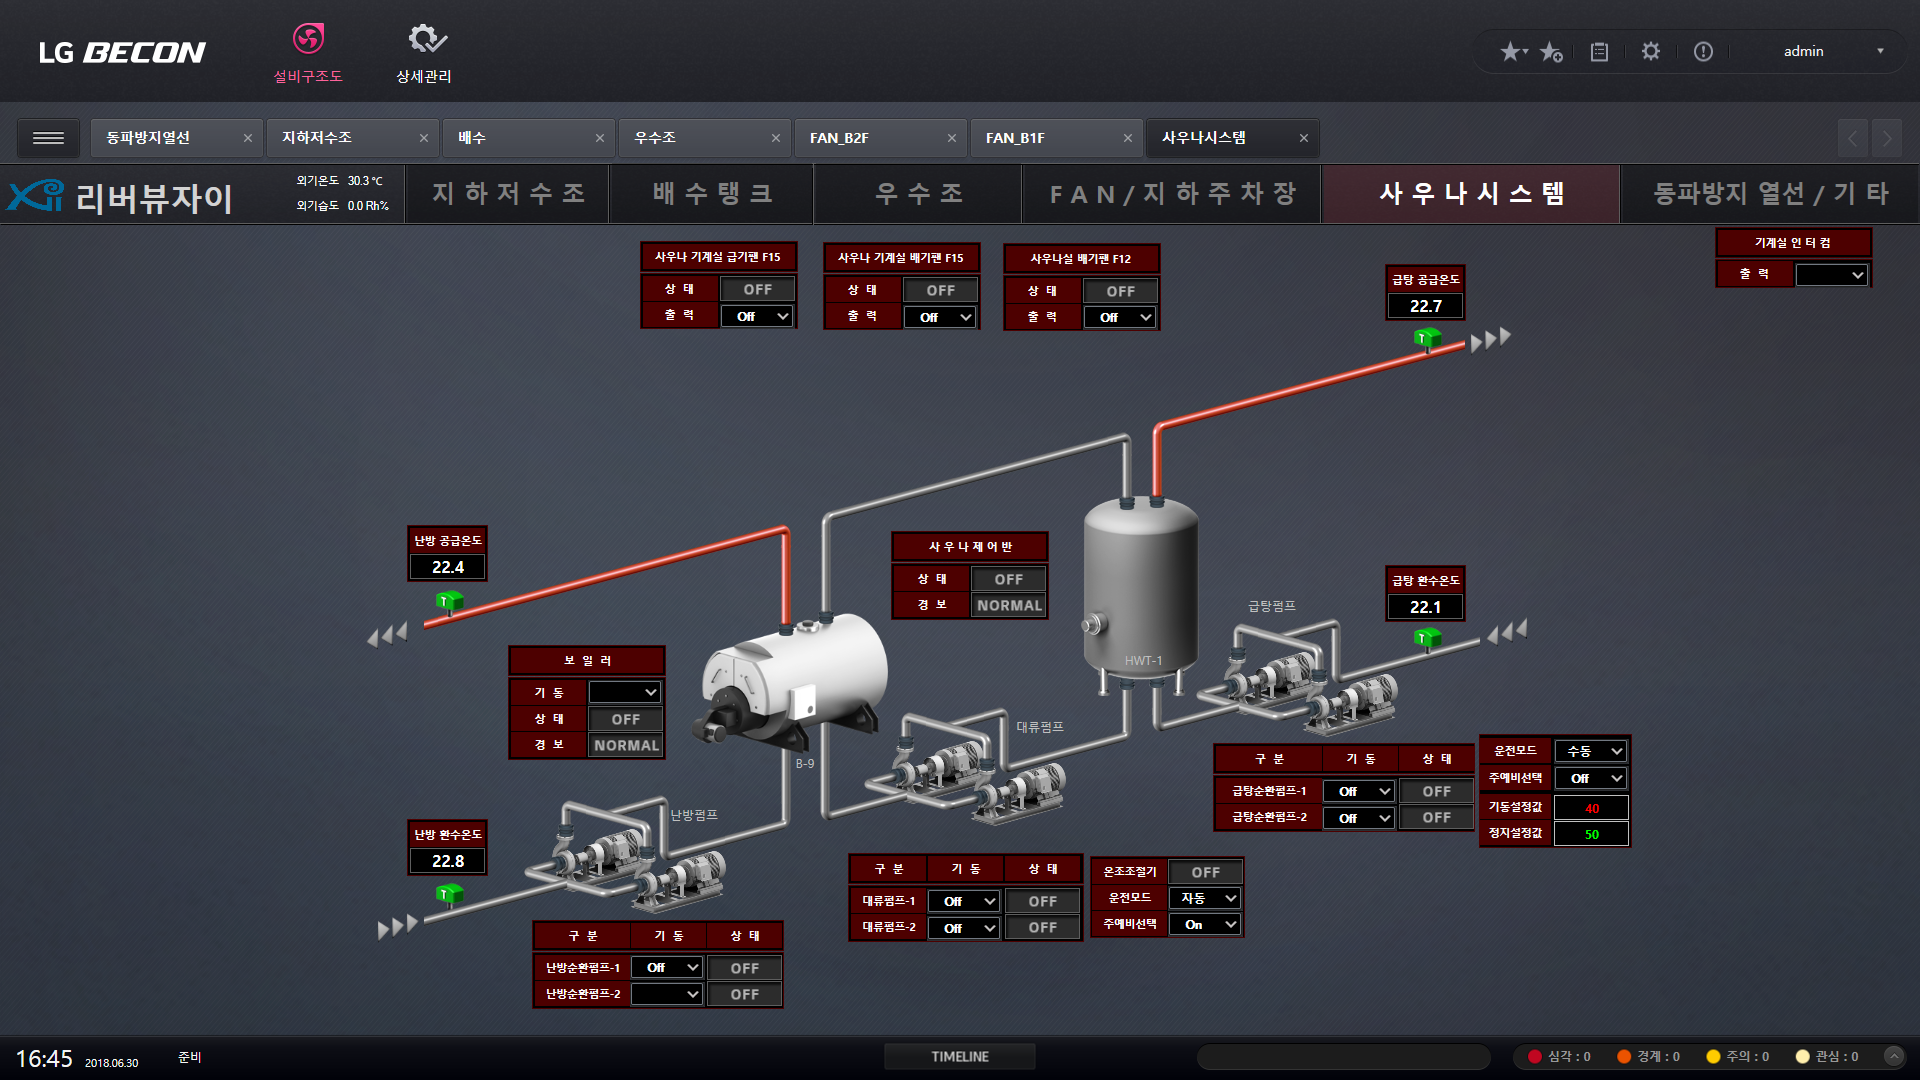 LG BECON
설비구조도
상세관리
admin
동파방지열선
지하저수조
배수
우수조
FAN_B2F
FAN_B1F
사우나시스템
Xii 리버뷰자이
외기온도 30.3 ℃
외기습도 0.0 Rh%
지하저수조
배수탱크
우수조
FAN/지하주차장
사우나시스템
동파방지 열선/기타
사우나 기계실 급기팬 F15
상 태 OFF
출 력 Off
사우나 기계실 배기팬 F15
상 태 OFF
출 력 Off
사우나실 배기팬 F12
상 태 OFF
출 력 Off
기계실 인터컴
출 력
급탕 공급온도
22.7
T
난방 공급온도
22.4
T
사우나제어반
상 태 OFF
경 보 NORMAL
급탕 환수온도
22.1
T
급탕펌프
HWT-1
보 일 러
기 동
상 태 OFF
경 보 NORMAL
B-9
대류펌프
난방펌프
난방 환수온도
22.8
T
구 분 기 동 상 태
급탕순환펌프-1 Off OFF
급탕순환펌프-2 Off OFF
운전모드 수동
주예비선택 Off
기동설정값 40
정지설정값 50
구 분 기 동 상 태
대류펌프-1 Off OFF
대류펌프-2 Off OFF
온조조절기 OFF
운전모드 자동
주예비선택 On
구 분 기 동 상 태
난방순환펌프-1 Off OFF
난방순환펌프-2 OFF
16:45 2018.06.30 준비
TIMELINE
심각 : 0 경계 : 0 주의 : 0 관심 : 0